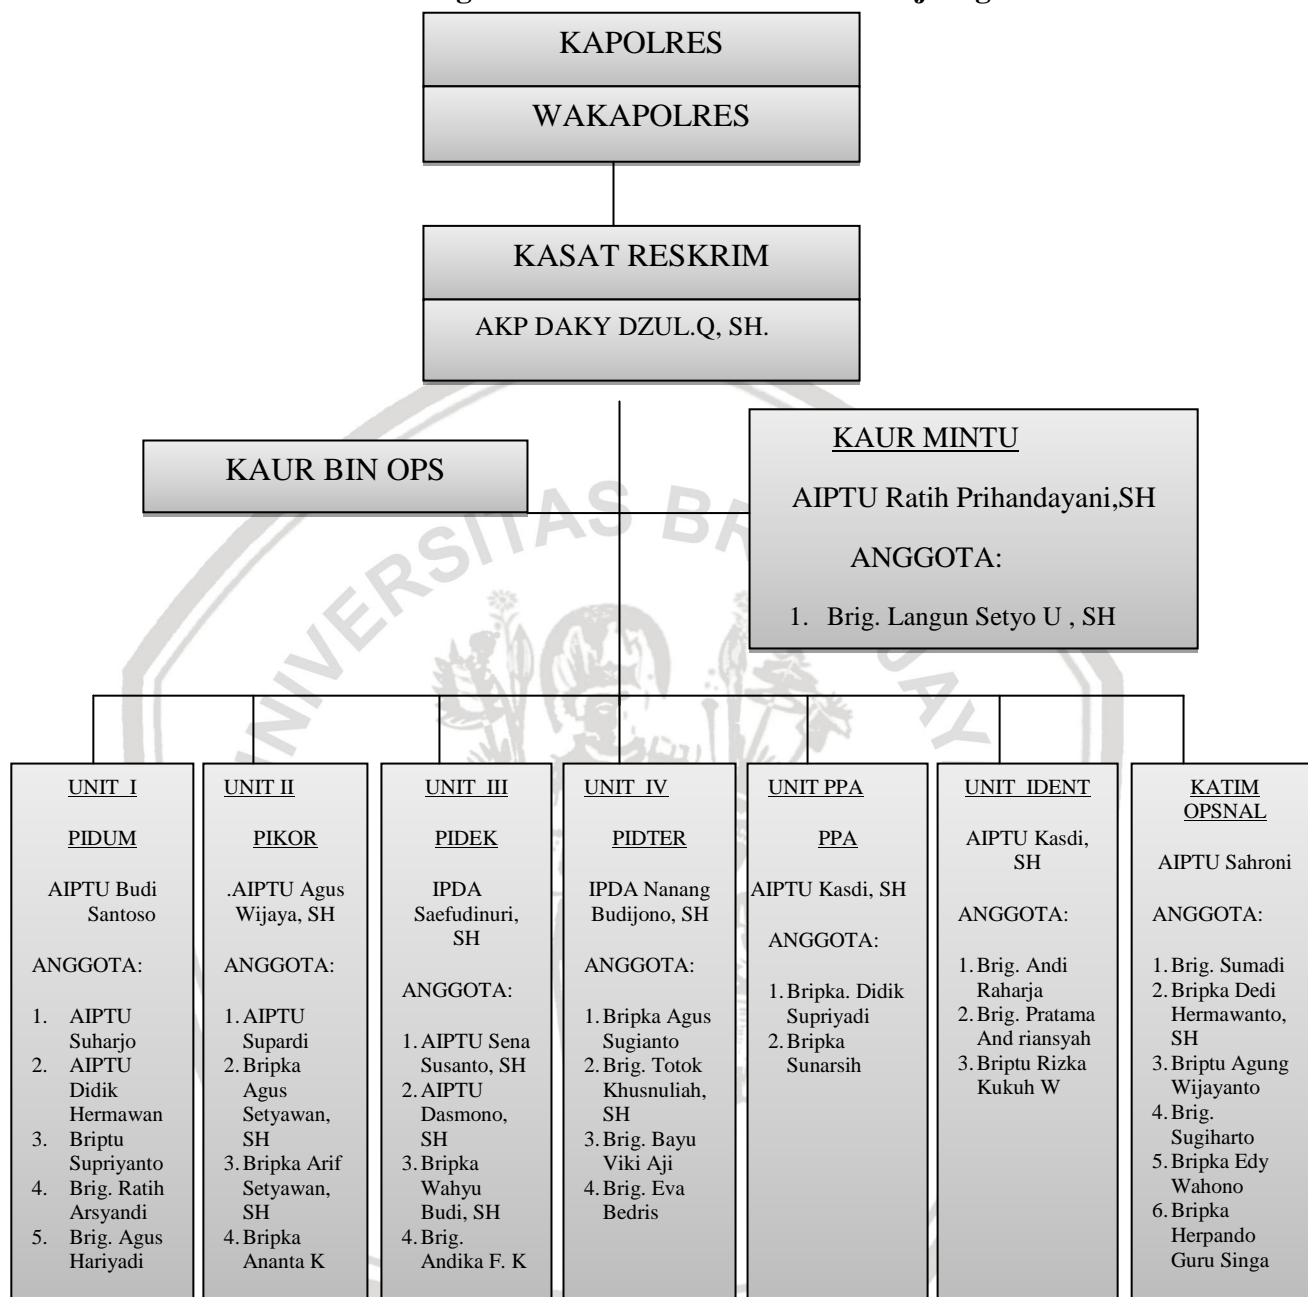 KAPOLRES
WAKAPOLRES
KASAT RESKRIM
AKP DAKY DZUL.Q, SH.
KAUR BIN OPS
KAUR MINTU
AIPTU Ratih Prihandayani,SH
ANGGOTA:
1. Brig. Langun Setyo U , SH
UNIVERSITAS BR
JAY
UNIT I
PIDUM
AIPTU Budi
Santoso
ANGGOTA:
1. AIPTU
Suharjo
2. AIPTU
Didik
Hermawan
3. Briptu
Supriyanto
4. Brig. Ratih
Arsyandi
5. Brig. Agus
Hariyadi
UNIT II
PIKOR
.AIPTU Agus
Wijaya, SH
ANGGOTA:
1. AIPTU
Supardi
2. Bripka
Agus
Setyawan,
SH
3. Bripka Arif
Setyawan,
SH
4. Bripka
Ananta K
UNIT III
PIDEK
IPDA
Saefudinuri,
SH
ANGGOTA:
1. AIPTU Sena
Susanto, SH
2. AIPTU
Dasmono,
SH
3. Bripka
Wahyu
Budi, SH
4. Brig.
Andika F. K
UNIT IV
PIDTER
IPDA Nanang
Budijono, SH
ANGGOTA:
1. Bripka Agus
Sugianto
2. Brig. Totok
Khusnuliah,
SH
3. Brig. Bayu
Viki Aji
4. Brig. Eva
Bedris
UNIT PPA
PPA
AIPTU Kasdi, SH
ANGGOTA:
1. Bripka. Didik
Supriyadi
2. Bripka
Sunarsih
UNIT IDENT
AIPTU Kasdi,
SH
ANGGOTA:
1. Brig. Andi
Raharja
2. Brig. Pratama
And riansyah
3. Briptu Rizka
Kukuh W
KATIM
OPSNAL
AIPTU Sahroni
ANGGOTA:
1. Brig. Sumadi
2. Bripka Dedi
Hermawanto,
SH
3. Briptu Agung
Wijayanto
4. Brig.
Sugiharto
5. Bripka Edy
Wahono
6. Bripka
Herpando
Guru Singa